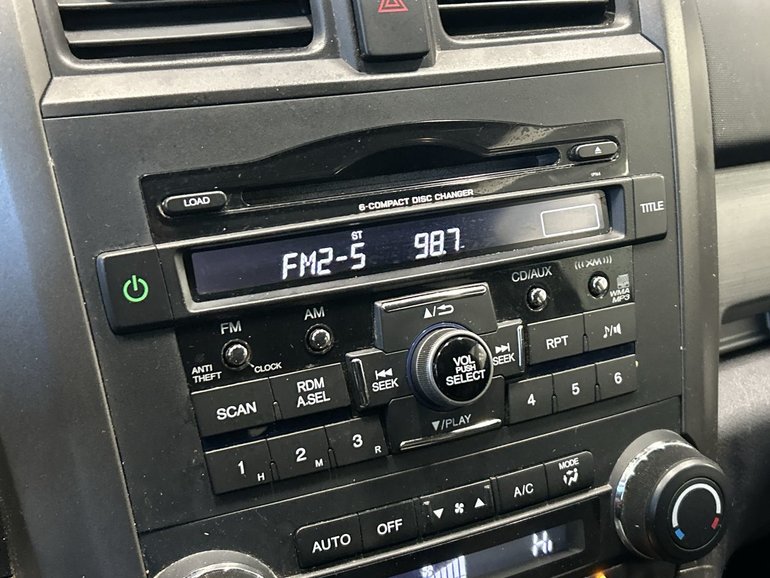 LOAD
6-COMPACT DISC CHANGER
TITLE
ST
FM2-5 98.7
CD/AUX
(((XM)))
WMA
MP3
FM
AM
ANTI
THEFT
CLOCK
VOL
PUSH
SELECT
SEEK
SEEK
RPT
SCAN
RDM
A.SEL
▼/PLAY
4 5 6
1 H 2 M 3 R
AUTO
OFF
A/C
MODE
Hi